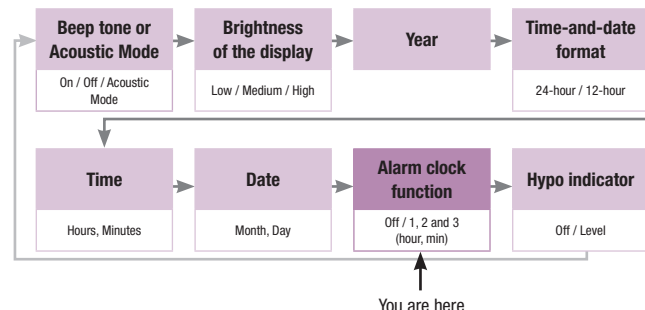 Beep tone or
Acoustic Mode
On / Off / Acoustic
Mode
Brightness
of the display
Low / Medium / High
Year
Time-and-date
format
24-hour / 12-hour
Time
Hours, Minutes
Date
Month, Day
Alarm clock
function
Off / 1, 2 and 3
(hour, min)
Hypo indicator
Off / Level
You are here